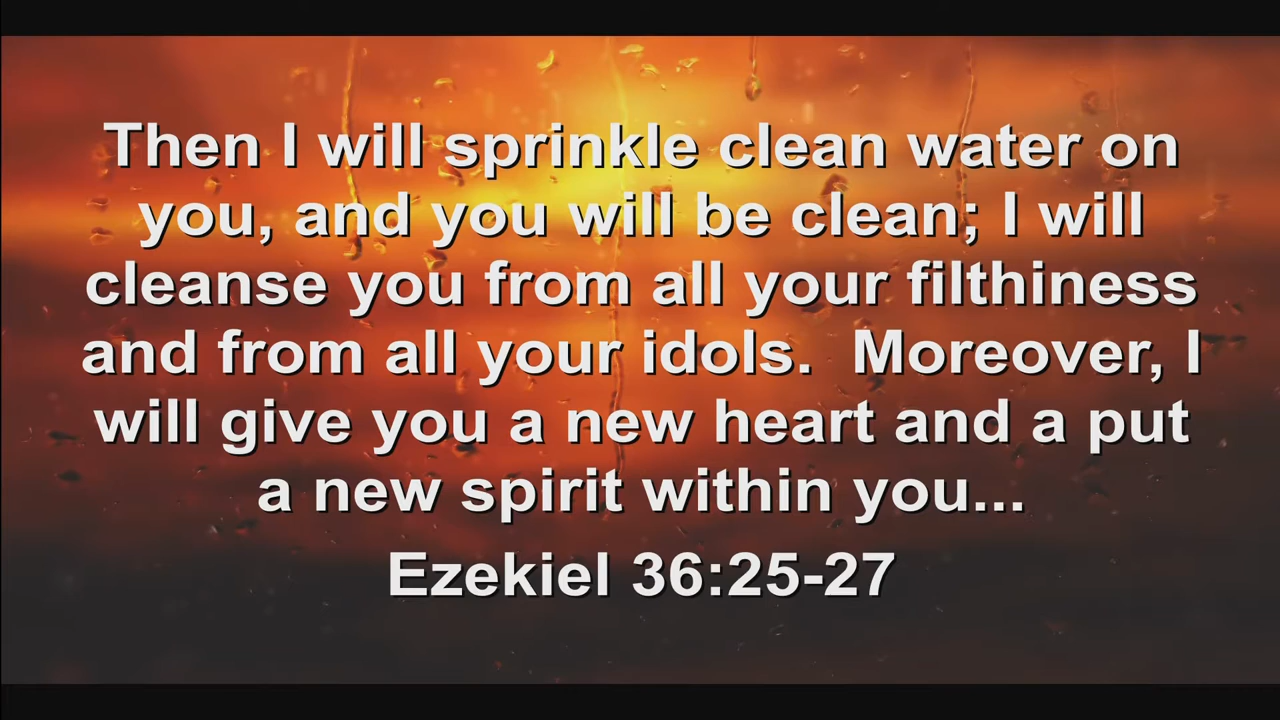 Then I will sprinkle clean water on
you, and you will be clean; I will
cleanse you from all your filthiness
and from all your idols.  Moreover, I
will give you a new heart and a put
a new spirit within you...
Ezekiel 36:25-27